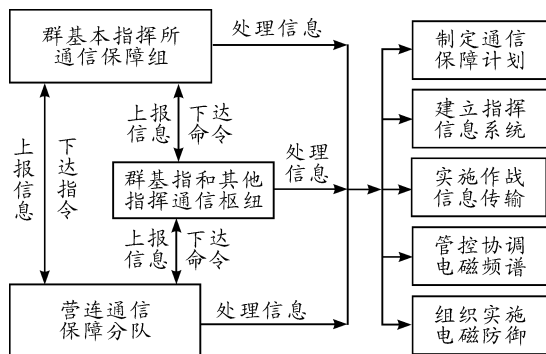 群基本指挥所
通信保障组
处理信息
制定通信
保障计划
建立指挥
信息系统
上报
信息
下达
命令
上报信息
下达指令
群基指和其他
指挥通信枢纽
处理
信息
实施作战
信息传输
上报
信息
下达
命令
管控协调
电磁频谱
营连通信
保障分队
处理信息
组织实施
电磁防御